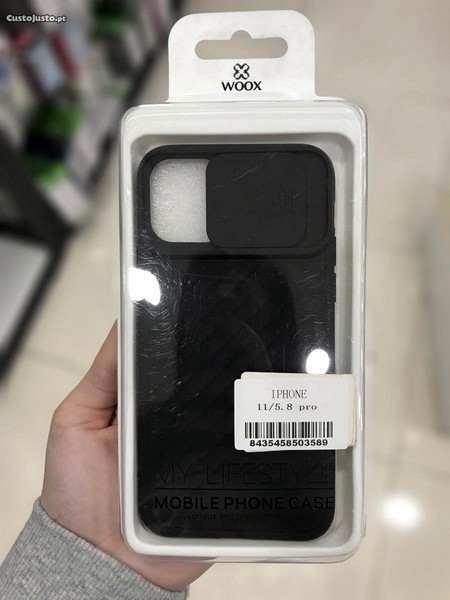 CustoJusto.pt
WOOX
IPHONE
11/5.8 pro
8435458503589
MY LIFESTYLE
MOBILE PHONE CASE